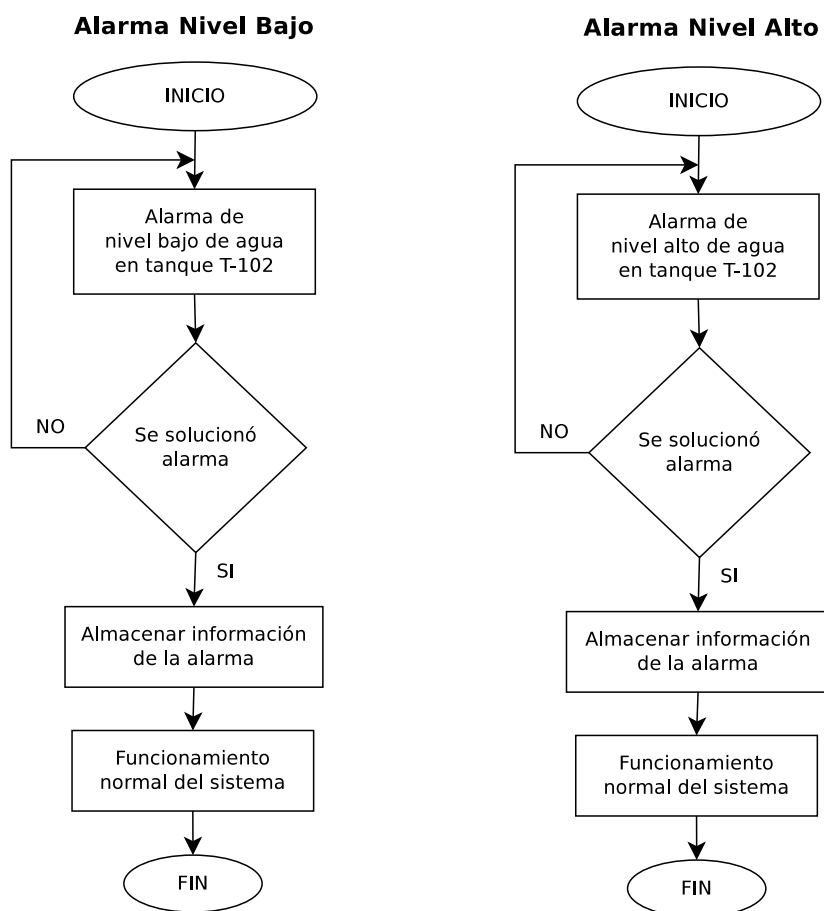 Alarma Nivel Bajo
INICIO
Alarma de
nivel bajo de agua
en tanque T-102
NO
Se solucionó
alarma
SI
Almacenar información
de la alarma
Funcionamiento
normal del sistema
FIN
Alarma Nivel Alto
INICIO
Alarma de
nivel alto de agua
en tanque T-102
NO
Se solucionó
alarma
SI
Almacenar información
de la alarma
Funcionamiento
normal del sistema
FIN